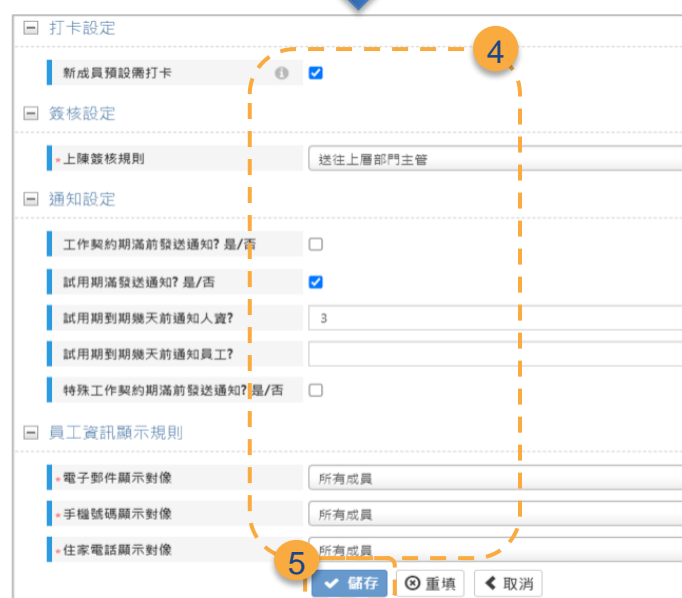 打卡設定
4
新成員預設需打卡
簽核設定
*上陳簽核規則 送往上層部門主管
通知設定
工作契約期滿前發送通知? 是/否
試用期滿發送通知? 是/否
試用期到期幾天前通知人資? 3
試用期到期幾天前通知員工?
特殊工作契約期滿前發送通知? 是/否
員工資訊顯示規則
*電子郵件顯示對像 所有成員
*手機號碼顯示對像 所有成員
*住家電話顯示對像 所有成員
5 儲存 重填 取消